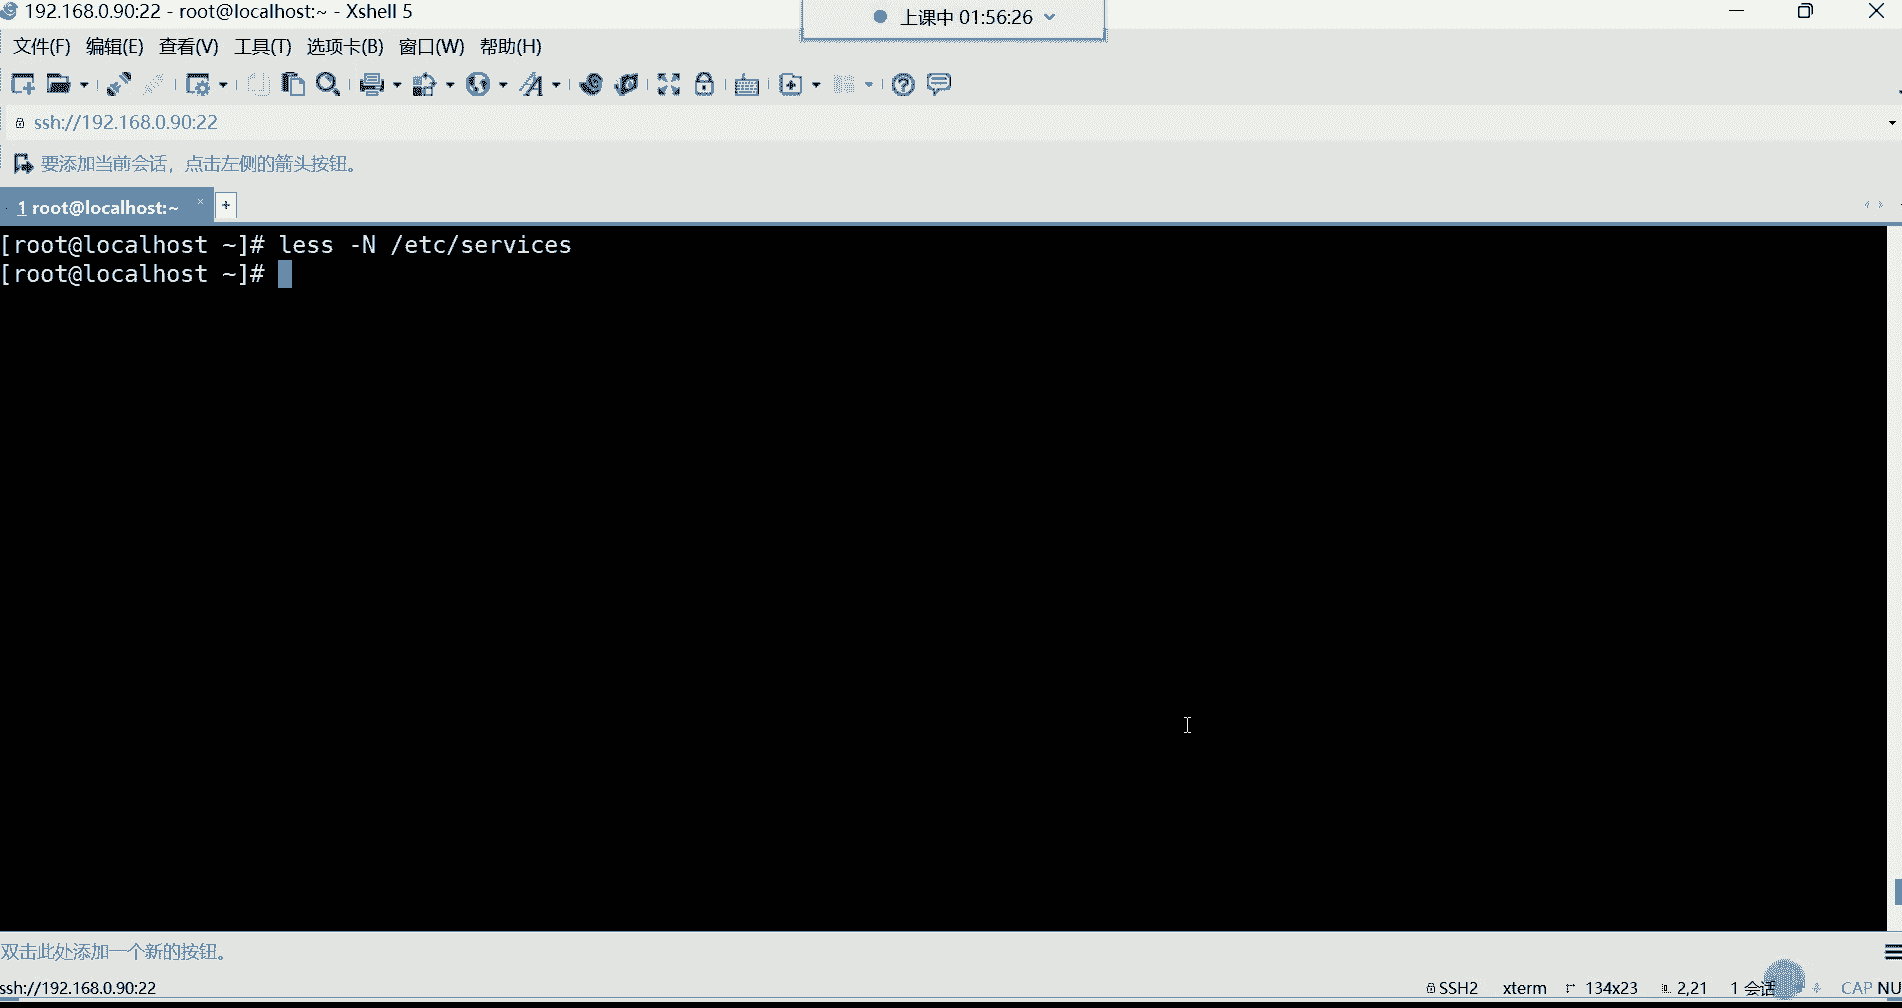 192.168.0.90:22 - root@localhost:~ - Xshell 5
上课中 01:56:26
文件(F) 编辑(E) 查看(V) 工具(T) 选项卡(B) 窗口(W) 帮助(H)
ssh://192.168.0.90:22
要添加当前会话，点击左侧的箭头按钮。
1 root@localhost:~
[root@localhost ~]# less -N /etc/services
[root@localhost ~]#
双击此处添加一个新的按钮。
ssh://192.168.0.90:22 SSH2 xterm 134x23 2,21 1 会话 CAP NU